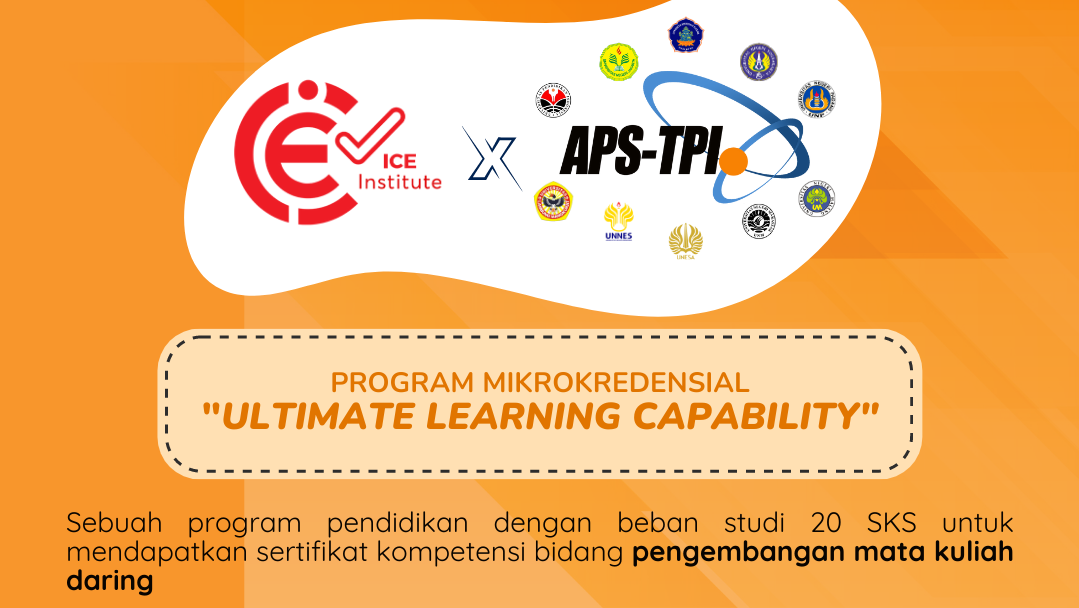 ICE
Institute
X
APS-TPI
UNP
UNNES
UNESA
PROGRAM MIKROKREDENSIAL
"ULTIMATE LEARNING CAPABILITY"
Sebuah program pendidikan dengan beban studi 20 SKS untuk
mendapatkan sertifikat kompetensi bidang pengembangan mata kuliah
daring